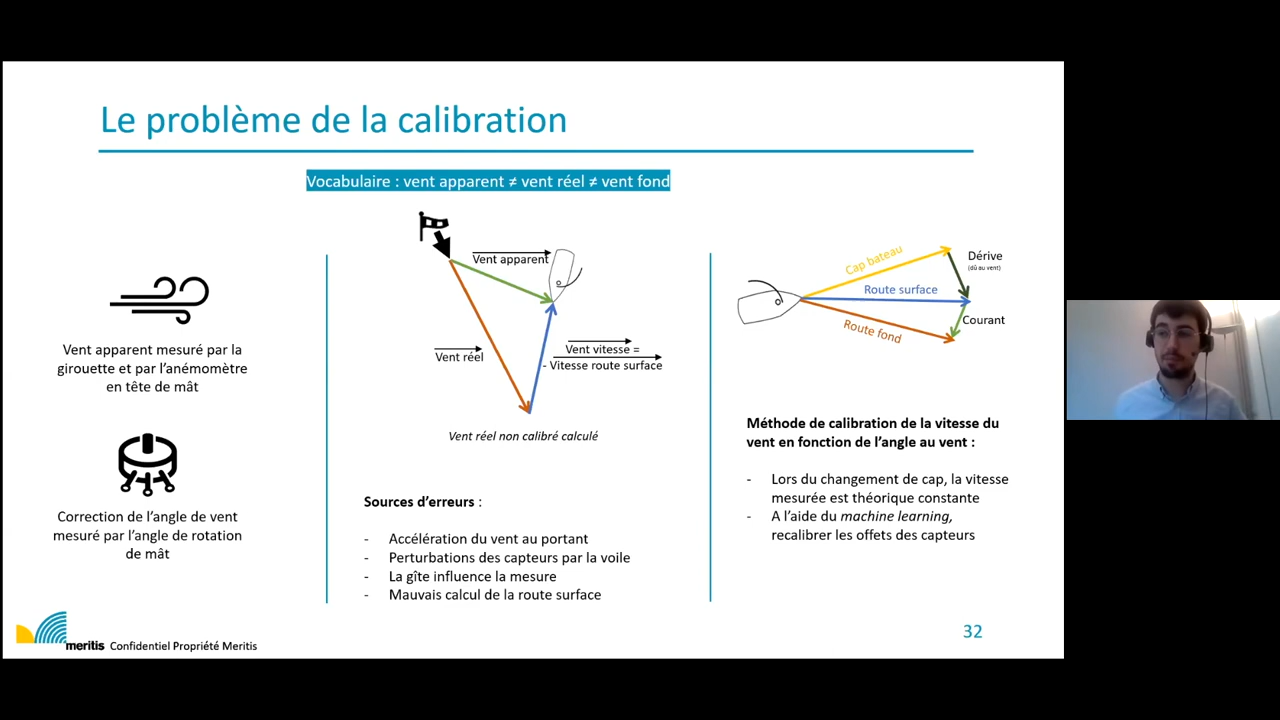 Le problème de la calibration
Vocabulaire : vent apparent ≠ vent réel ≠ vent fond
Vent apparent mesuré par la
girouette et par l'anémomètre
en tête de mât
Correction de l'angle de vent
mesuré par l'angle de rotation
de mât
Vent apparent
Vent réel
Vent vitesse =
- Vitesse route surface
Vent réel non calibré calculé
Sources d'erreurs :
- Accélération du vent au portant
- Perturbations des capteurs par la voile
- La gîte influence la mesure
- Mauvais calcul de la route surface
Cap bateau
Dérive
(dû au vent)
Route surface
Courant
Route fond
Méthode de calibration de la vitesse du
vent en fonction de l'angle au vent :
- Lors du changement de cap, la vitesse
mesurée est théorique constante
- A l'aide du machine learning,
recalibrer les offets des capteurs
meritis Confidentiel Propriété Meritis
32